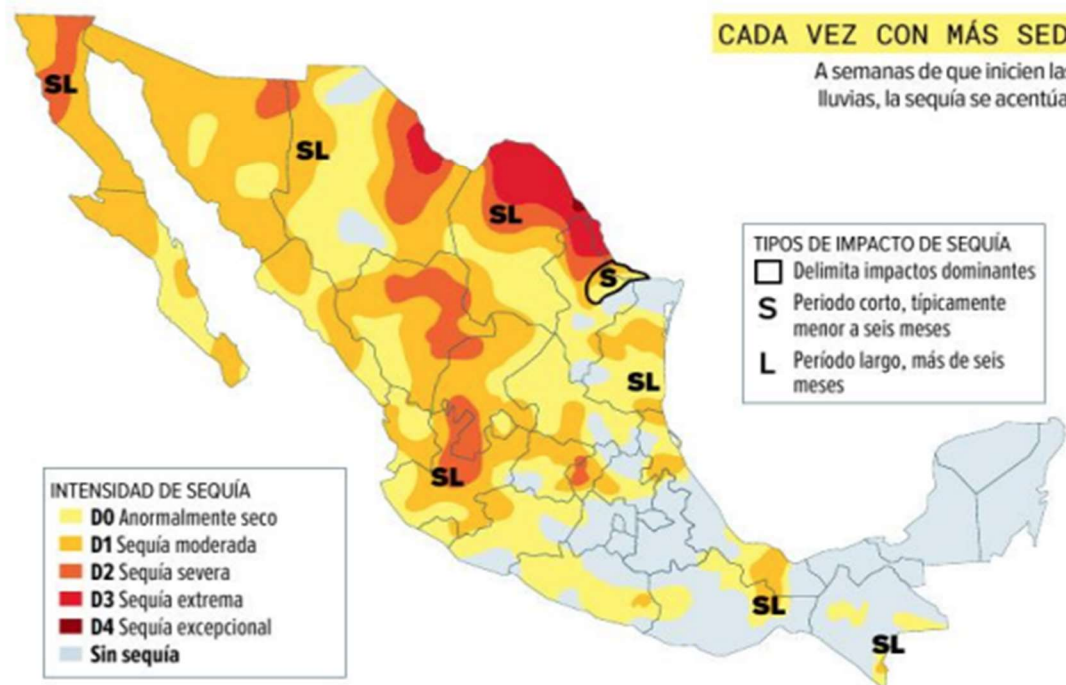 CADA VEZ CON MÁS SED
A semanas de que inicien las
lluvias, la sequía se acentúa
SL
SL
SL
S
SL
SL
SL
SL
TIPOS DE IMPACTO DE SEQUÍA
Delimita impactos dominantes
S Periodo corto, típicamente
menor a seis meses
L Período largo, más de seis
meses
INTENSIDAD DE SEQUÍA
D0 Anormalmente seco
D1 Sequía moderada
D2 Sequía severa
D3 Sequía extrema
D4 Sequía excepcional
Sin sequía